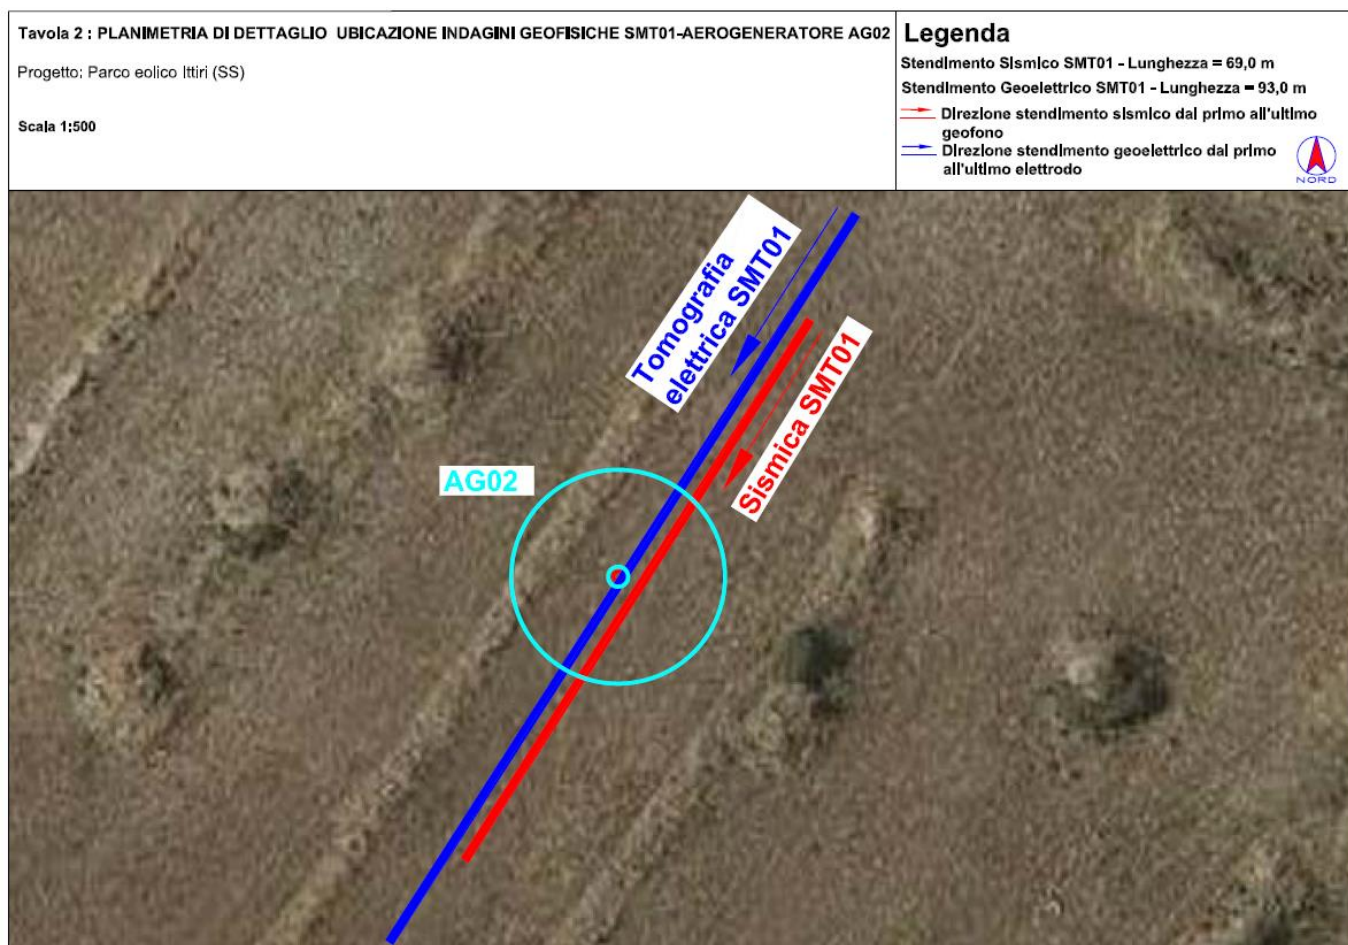 Tavola 2 : PLANIMETRIA DI DETTAGLIO UBICAZIONE INDAGINI GEOFISICHE SMT01-AEROGENERATORE AG02
Progetto: Parco eolico Ittiri (SS)
Scala 1:500
Legenda
Stendimento Sismico SMT01 - Lunghezza = 69,0 m
Stendimento Geoelettrico SMT01 - Lunghezza = 93,0 m
Direzione stendimento sismico dal primo all'ultimo
geofono
Direzione stendimento geoelettrico dal primo
all'ultimo elettrodo
NORD
Tomografia
elettrica SMT01
Sismica SMT01
AG02